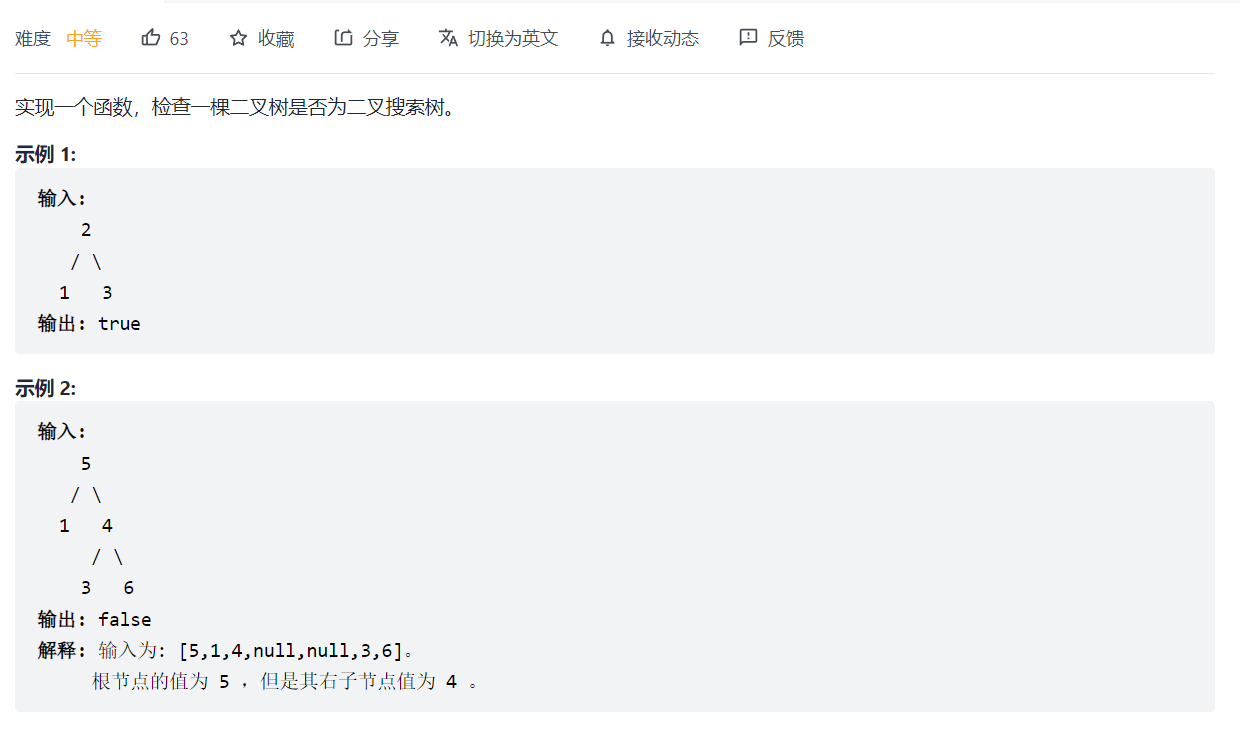 难度 中等 63 收藏 分享 切换为英文 接收动态 反馈
实现一个函数，检查一棵二叉树是否为二叉搜索树。
示例 1:
输入:
2
/ \
1 3
输出: true
示例 2:
输入:
5
/ \
1 4
/ \
3 6
输出: false
解释: 输入为: [5,1,4,null,null,3,6]。
根节点的值为 5 ，但是其右子节点值为 4 。